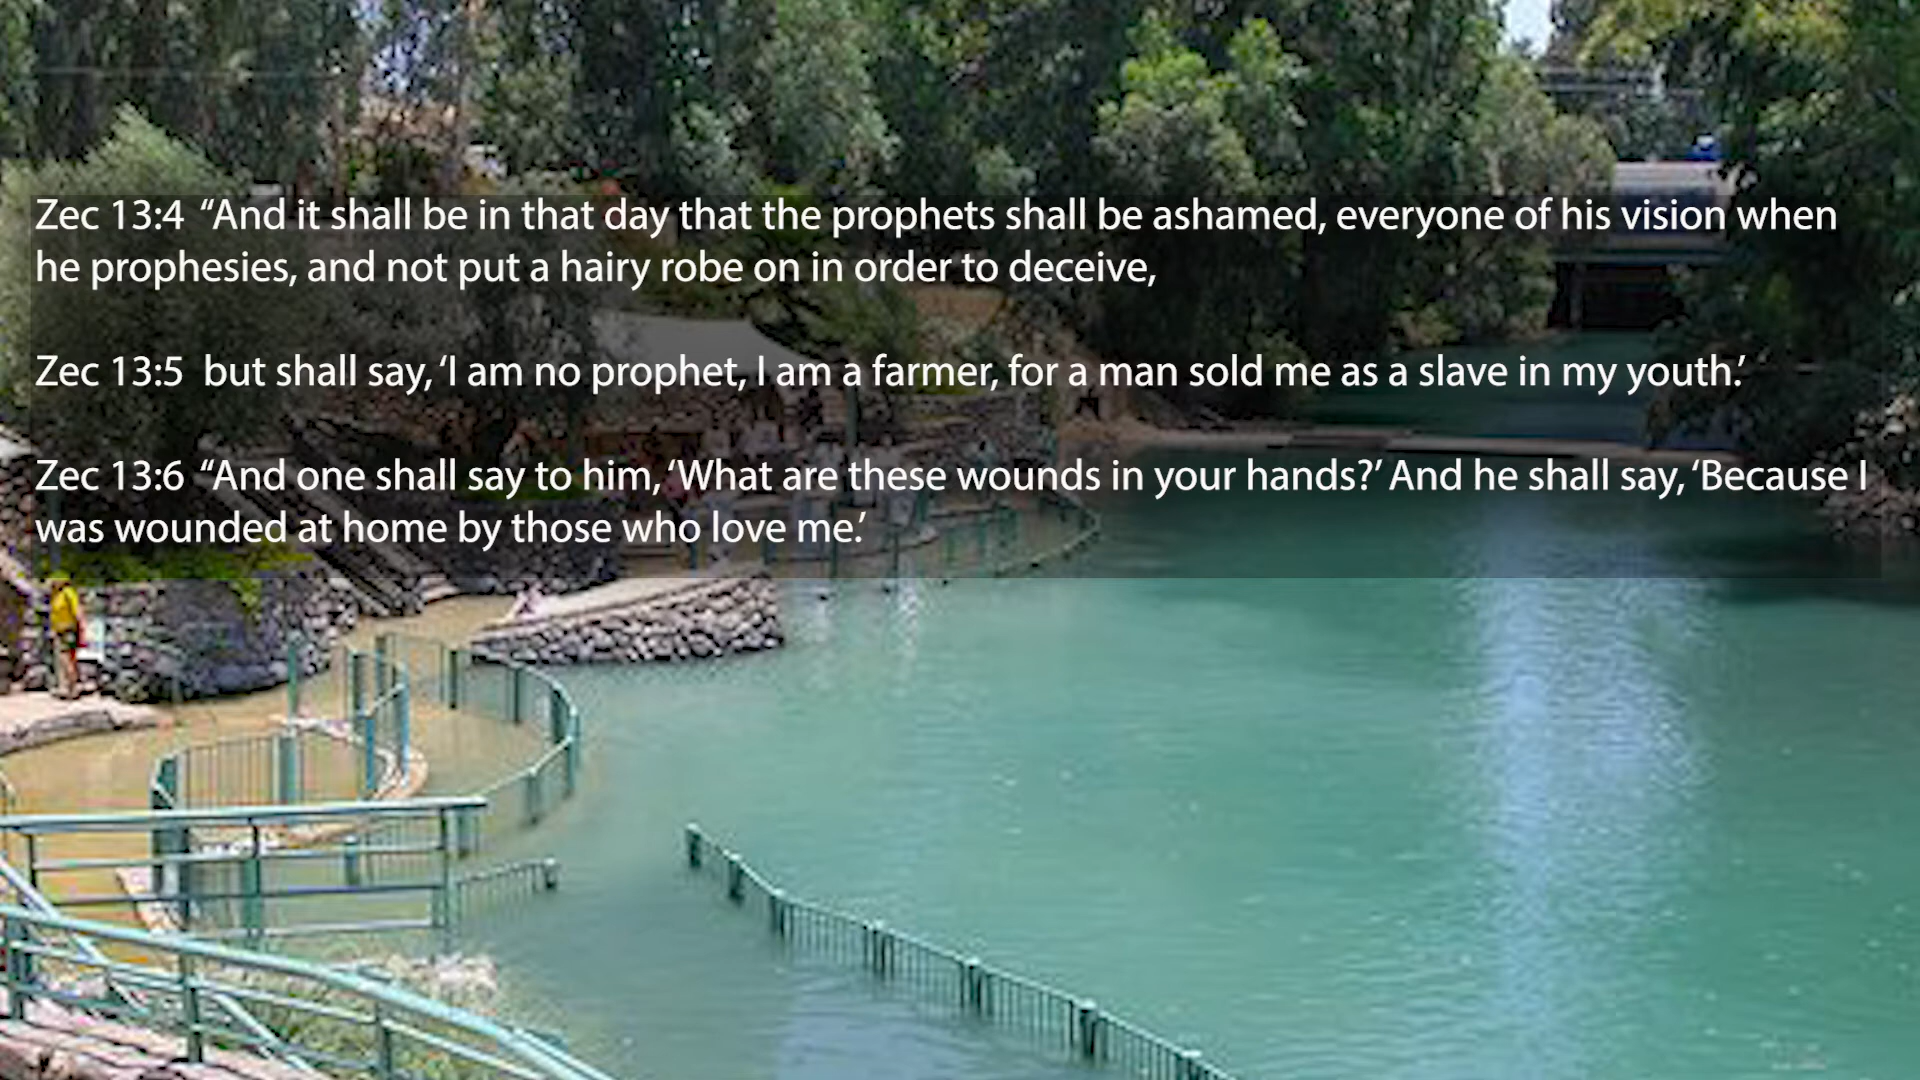 Zec 13:4  “And it shall be in that day that the prophets shall be ashamed, everyone of his vision when
he prophesies, and not put a hairy robe on in order to deceive,
Zec 13:5  but shall say, ‘I am no prophet, I am a farmer, for a man sold me as a slave in my youth.’
Zec 13:6  “And one shall say to him, ‘What are these wounds in your hands?’ And he shall say, ‘Because I
was wounded at home by those who love me.’